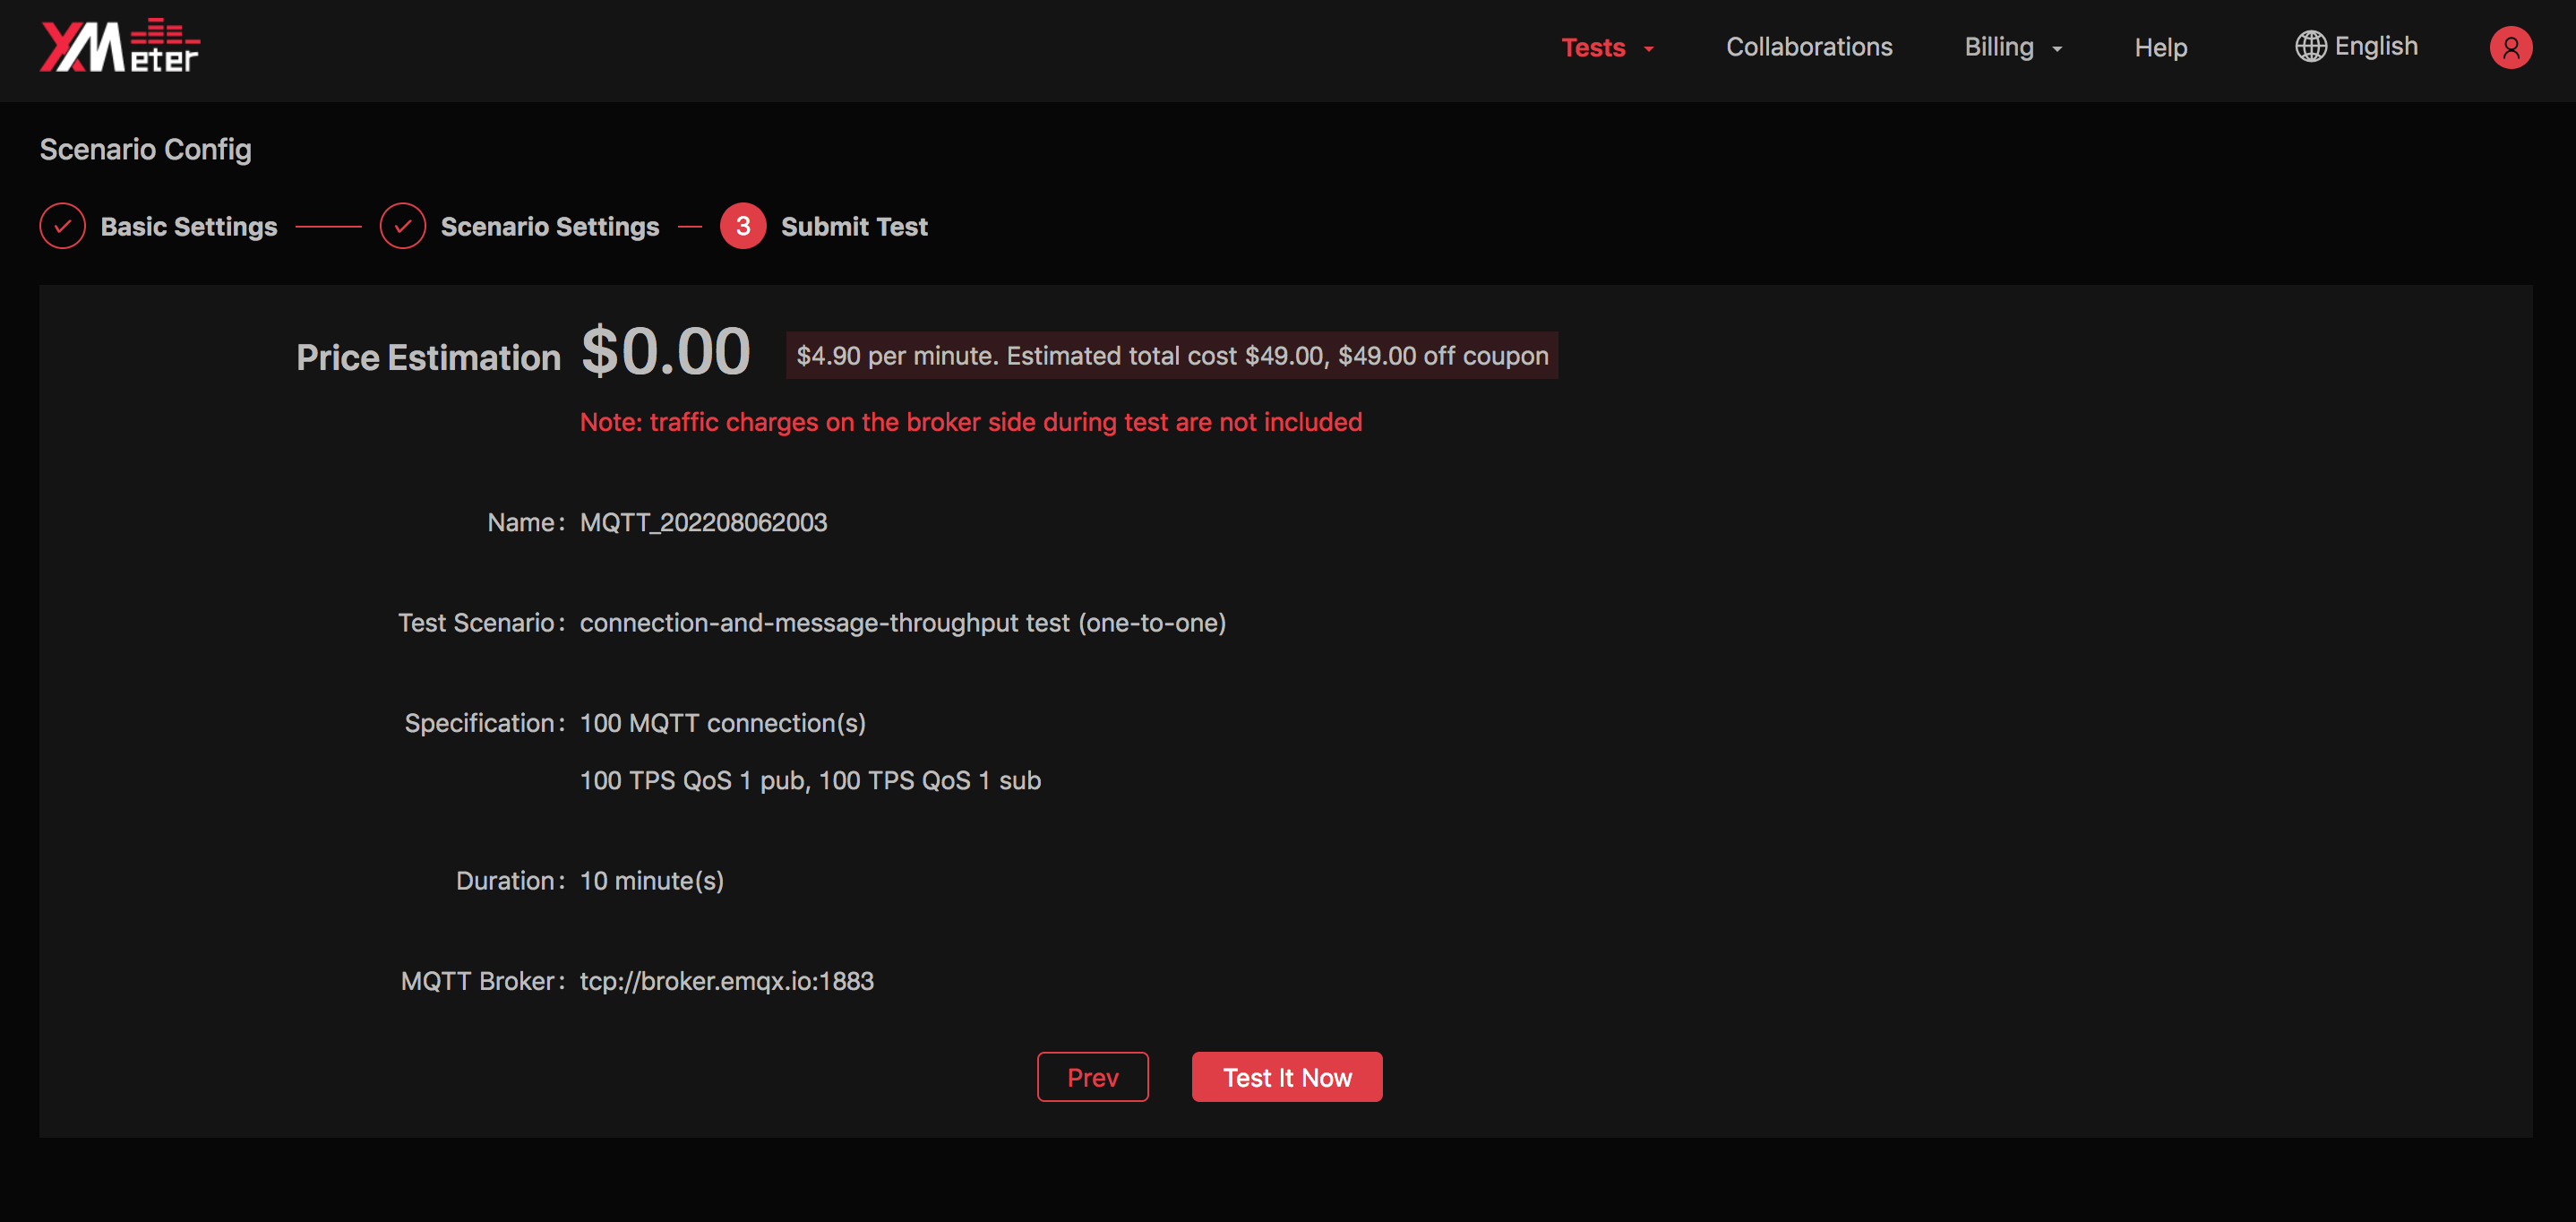 XMeter
Tests Collaborations Billing Help English
Scenario Config
Basic Settings Scenario Settings 3 Submit Test
Price Estimation $0.00 $4.90 per minute. Estimated total cost $49.00, $49.00 off coupon
Note: traffic charges on the broker side during test are not included
Name: MQTT_202208062003
Test Scenario: connection-and-message-throughput test (one-to-one)
Specification: 100 MQTT connection(s)
100 TPS QoS 1 pub, 100 TPS QoS 1 sub
Duration: 10 minute(s)
MQTT Broker: tcp://broker.emqx.io:1883
Prev Test It Now